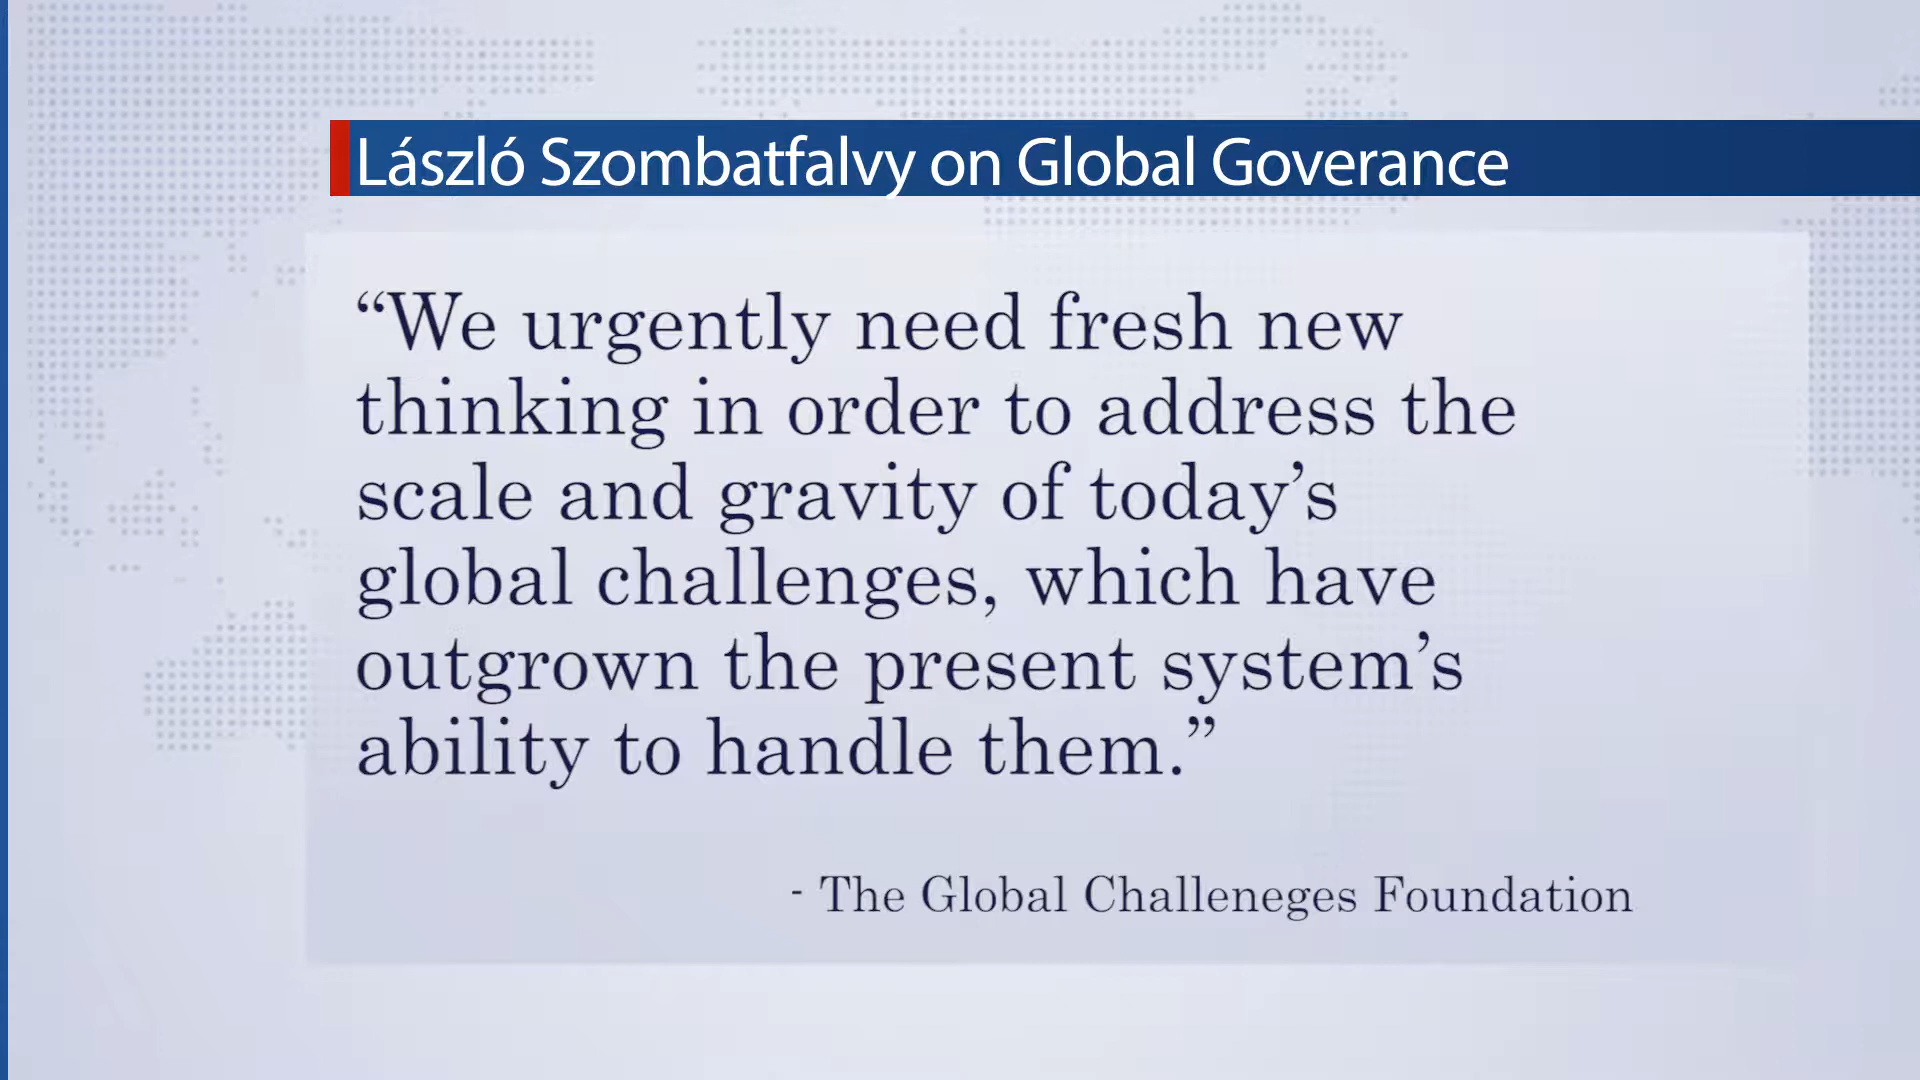 László Szombatfalvy on Global Goverance
“We urgently need fresh new
thinking in order to address the
scale and gravity of today’s
global challenges, which have
outgrown the present system’s
ability to handle them.”
- The Global Challeneges Foundation